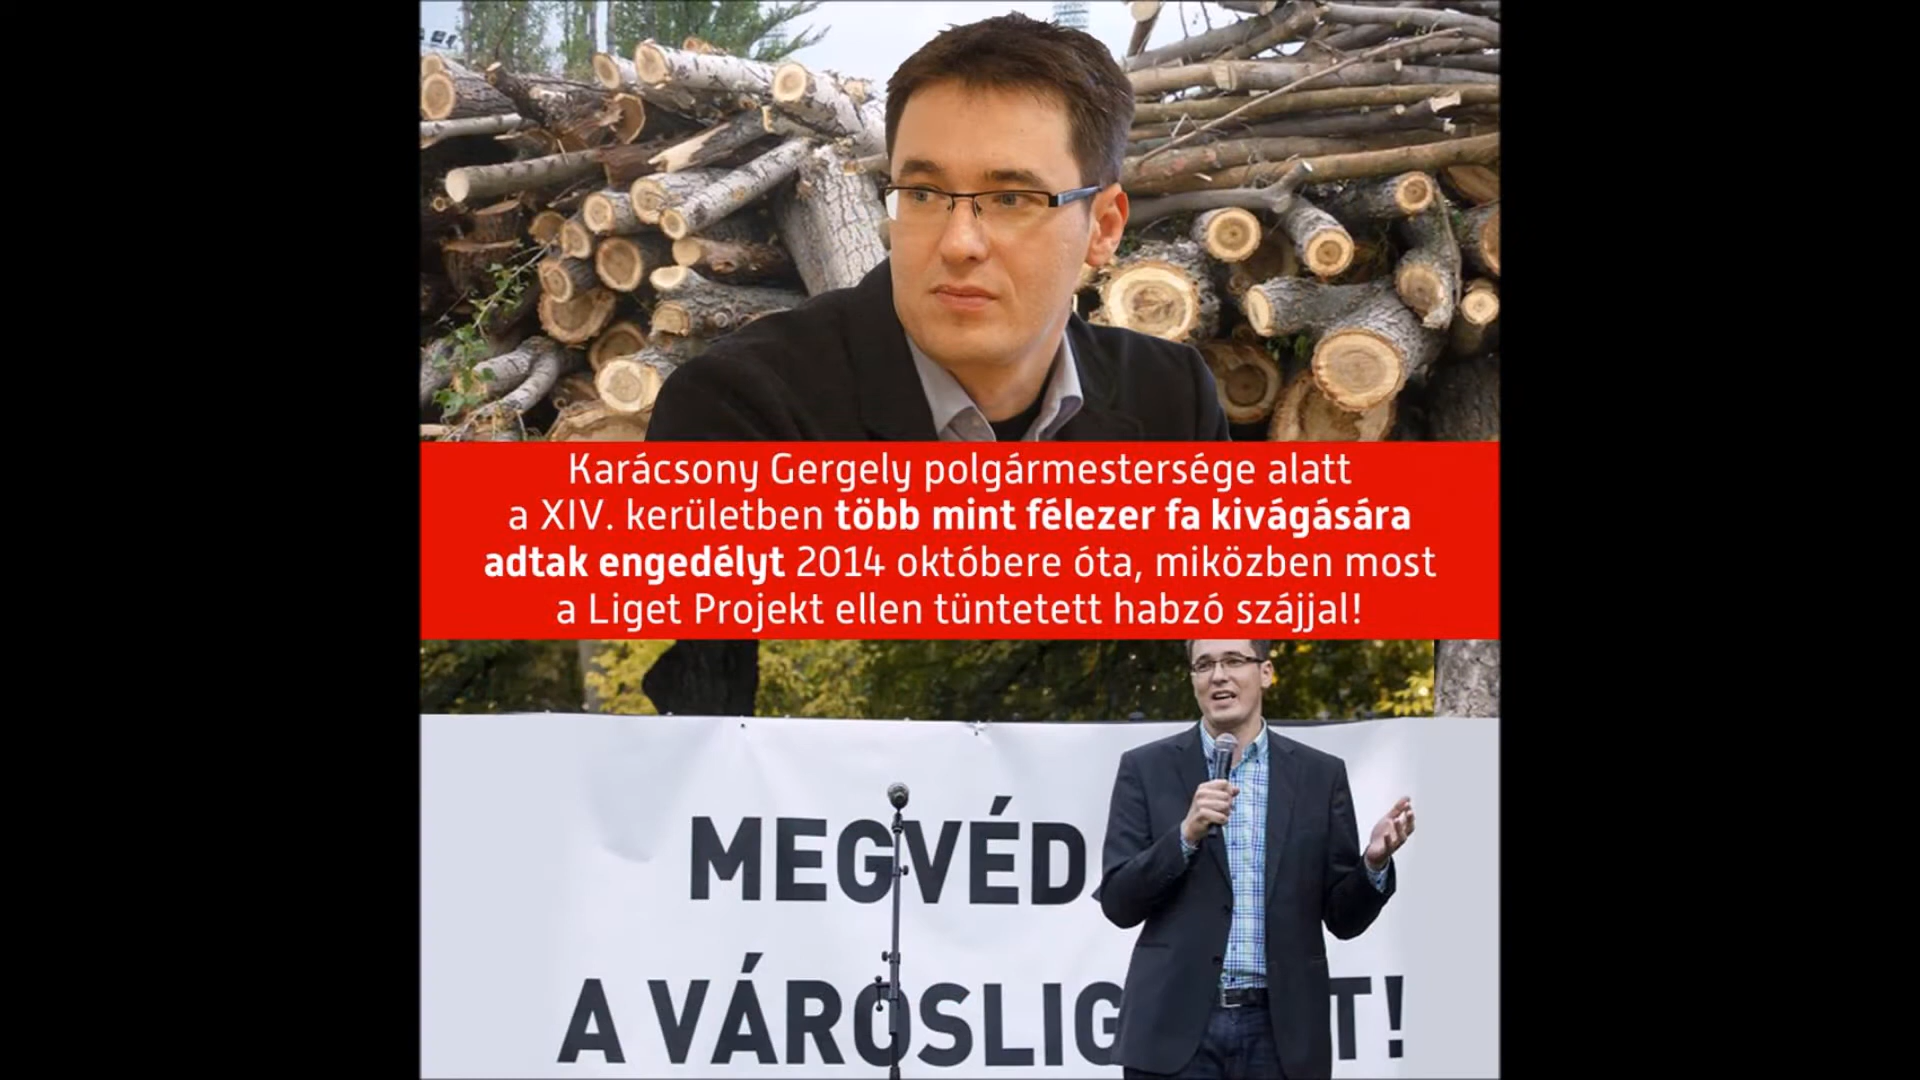 Karácsony Gergely polgármestersége alatt
a XIV. kerületben több mint félezer fa kivágására
adtak engedélyt 2014 októbere óta, miközben most
a Liget Projekt ellen tüntetett habzó szájjal!
MEGVÉD
A VÁROSLIG T!